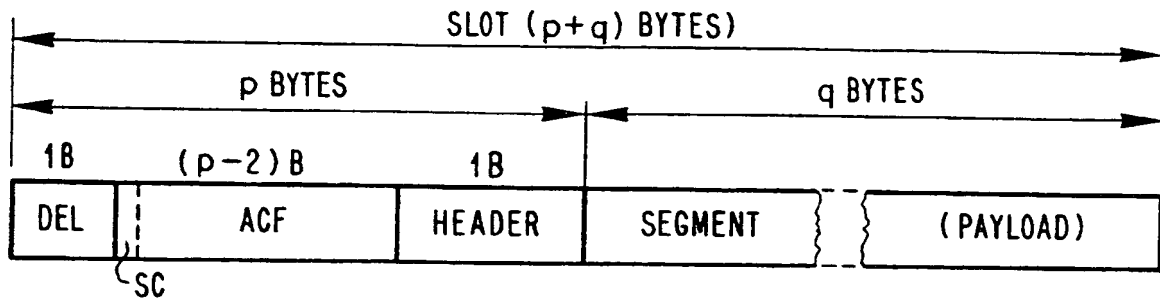 SLOT (p+q) BYTES)
p BYTES
q BYTES
1B
(p-2)B
1B
DEL
ACF
HEADER
SEGMENT
(PAYLOAD)
SC